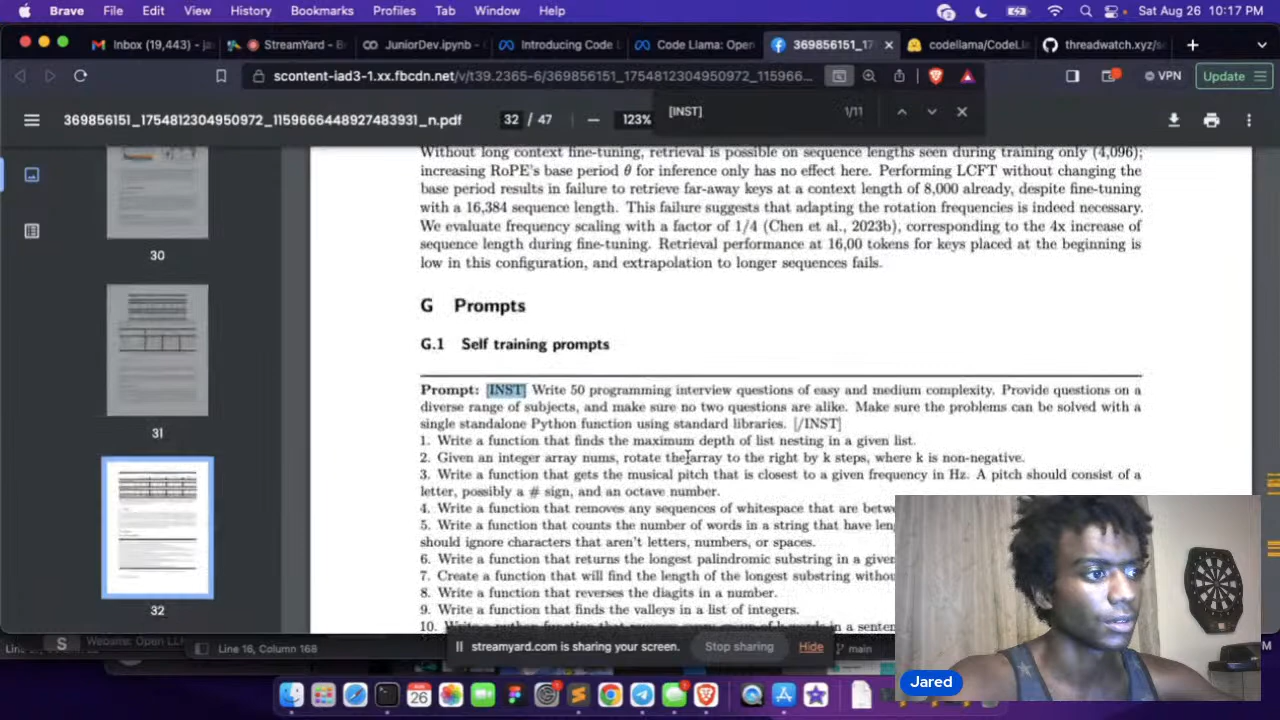 Brave File Edit View History Bookmarks Profiles Tab Window Help Sat Aug 26 10:17 PM
Inbox (19,443) - StreamYard - JuniorDev.ipynb - Introducing Code Code Llama: Open 369856151_17 codellama/CodeLl threadwatch.xyz/s
scontent-iad3-1.xx.fbcdn.net/v/t39.2365-6/369856151_1754812304950972_115966... VPN Update
[INST] 1/11
369856151_1754812304950972_1159666448927483931_n.pdf 32 / 47 123%
Without long context fine-tuning, retrieval is possible on sequence lengths seen during training only (4,096);
increasing RoPE's base period θ for inference only has no effect here. Performing LCFT without changing the
base period results in failure to retrieve far-away keys at a context length of 8,000 already, despite fine-tuning
with a 16,384 sequence length. This failure suggests that adapting the rotation frequencies is indeed necessary.
We evaluate frequency scaling with a factor of 1/4 (Chen et al., 2023b), corresponding to the 4x increase of
sequence length during fine-tuning. Retrieval performance at 16,00 tokens for keys placed at the beginning is
low in this configuration, and extrapolation to longer sequences fails.
30
31
32
G Prompts
G.1 Self training prompts
Prompt: [INST] Write 50 programming interview questions of easy and medium complexity. Provide questions on a
diverse range of subjects, and make sure no two questions are alike. Make sure the problems can be solved with a
single standalone Python function using standard libraries. [/INST]
1. Write a function that finds the maximum depth of list nesting in a given list.
2. Given an integer array nums, rotate the array to the right by k steps, where k is non-negative.
3. Write a function that gets the musical pitch that is closest to a given frequency in Hz. A pitch should consist of a
letter, possibly a # sign, and an octave number.
4. Write a function that removes any sequences of whitespace that are betw
5. Write a function that counts the number of words in a string that have len
should ignore characters that aren't letters, numbers, or spaces.
6. Write a function that returns the longest palindromic substring in a given
7. Create a function that will find the length of the longest substring withou
8. Write a function that reverses the diagits in a number.
9. Write a function that finds the valleys in a list of integers.
10. Write a python function
in a senten
streamyard.com is sharing your screen. Stop sharing Hide
S Website: Open Line 16, Column 168 main
AUG 26
Jared